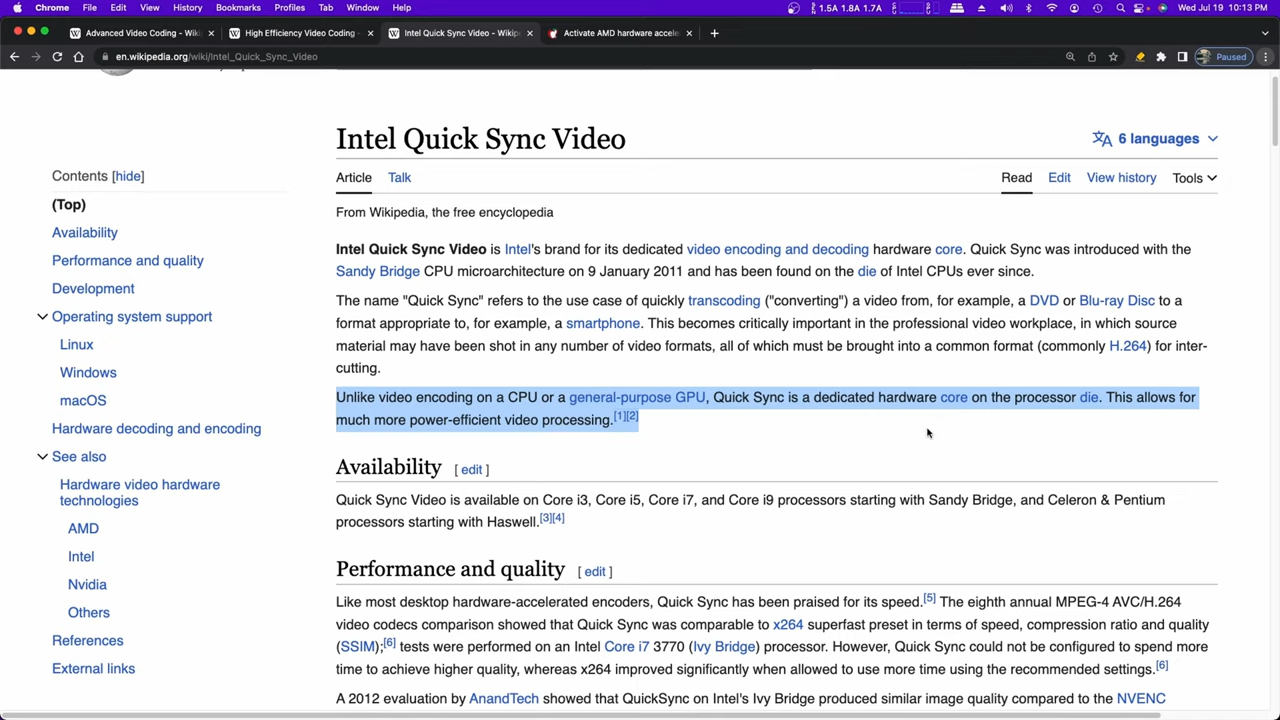 Chrome File Edit View History Bookmarks Profiles Tab Window Help 1.5A 1.8A 1.7A Wed Jul 19 10:13 PM
Advanced Video Coding - Wiki High Efficiency Video Coding - Intel Quick Sync Video - Wikipe Activate AMD hardware accele
en.wikipedia.org/wiki/Intel_Quick_Sync_Video Paused
Intel Quick Sync Video 6 languages
Contents [hide] Article Talk Read Edit View history Tools
(Top) From Wikipedia, the free encyclopedia
Availability
Performance and quality
Development
Operating system support
Linux
Windows
macOS
Hardware decoding and encoding
See also
Hardware video hardware
technologies
AMD
Intel
Nvidia
Others
References
External links
Intel Quick Sync Video is Intel's brand for its dedicated video encoding and decoding hardware core. Quick Sync was introduced with the
Sandy Bridge CPU microarchitecture on 9 January 2011 and has been found on the die of Intel CPUs ever since.
The name "Quick Sync" refers to the use case of quickly transcoding ("converting") a video from, for example, a DVD or Blu-ray Disc to a
format appropriate to, for example, a smartphone. This becomes critically important in the professional video workplace, in which source
material may have been shot in any number of video formats, all of which must be brought into a common format (commonly H.264) for inter-
cutting.
Unlike video encoding on a CPU or a general-purpose GPU, Quick Sync is a dedicated hardware core on the processor die. This allows for
much more power-efficient video processing.[1][2]
Availability [ edit ]
Quick Sync Video is available on Core i3, Core i5, Core i7, and Core i9 processors starting with Sandy Bridge, and Celeron & Pentium
processors starting with Haswell.[3][4]
Performance and quality [ edit ]
Like most desktop hardware-accelerated encoders, Quick Sync has been praised for its speed.[5] The eighth annual MPEG-4 AVC/H.264
video codecs comparison showed that Quick Sync was comparable to x264 superfast preset in terms of speed, compression ratio and quality
(SSIM);[6] tests were performed on an Intel Core i7 3770 (Ivy Bridge) processor. However, Quick Sync could not be configured to spend more
time to achieve higher quality, whereas x264 improved significantly when allowed to use more time using the recommended settings.[6]
A 2012 evaluation by AnandTech showed that QuickSync on Intel's Ivy Bridge produced similar image quality compared to the NVENC